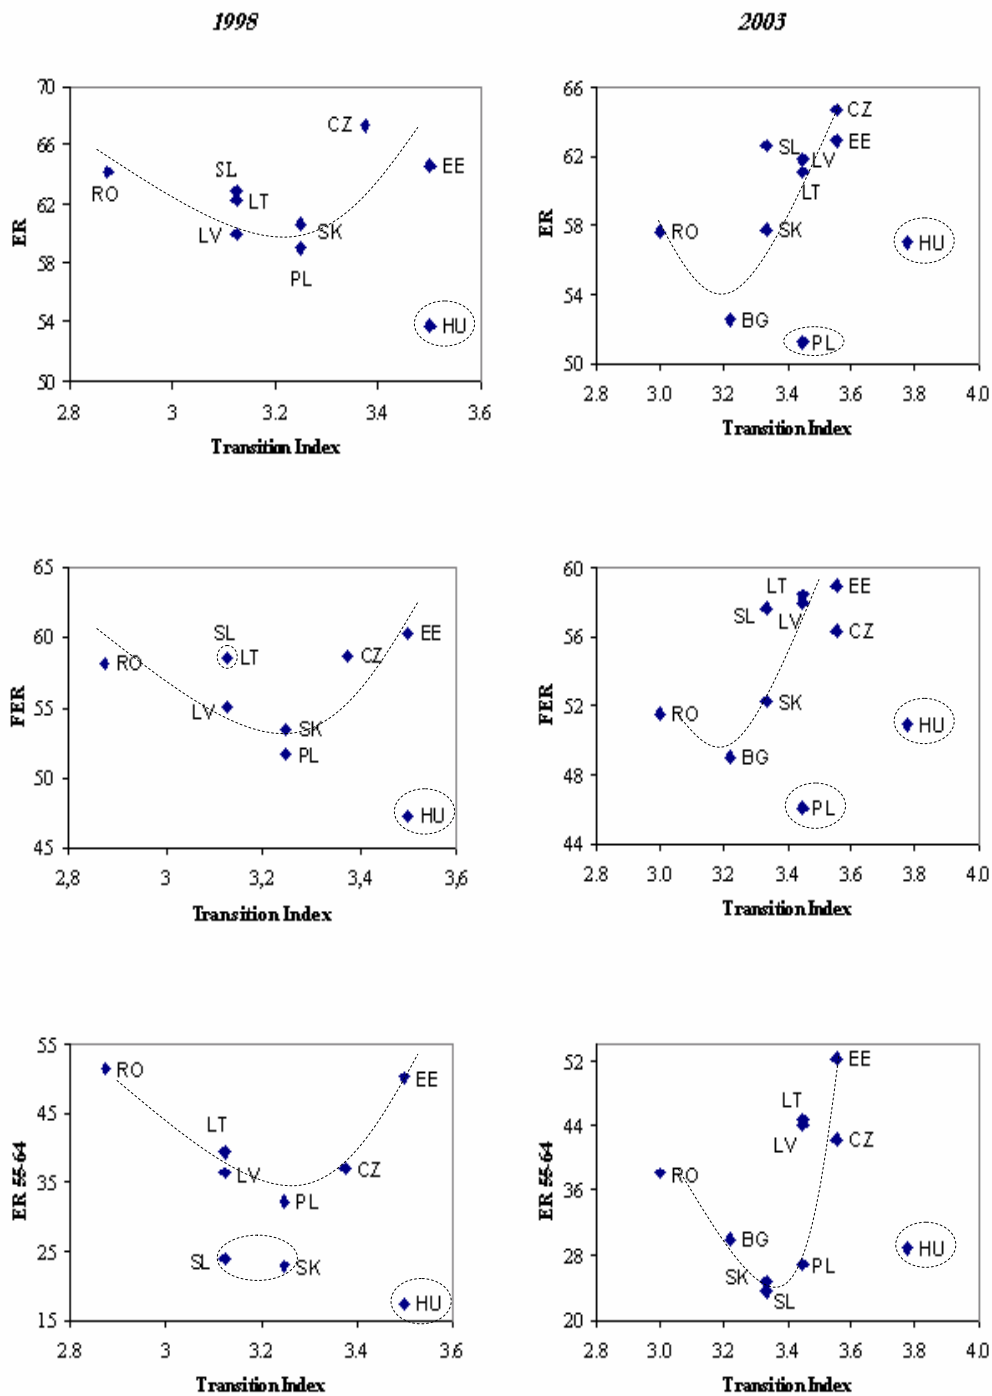 1998
2003
70
66
62
58
54
50
ER
RO
SL
LT
LV
CZ
SK
PL
EE
HU
2.8 3 3.2 3.4 3.6
Transition Index
66
62
58
54
50
ER
RO
SL
SK
BG
LV
LT
CZ
EE
HU
PL
3.0 3.2 3.4 3.6 3.8 4.0
Transition Index
65
60
55
50
45
FER
RO
SL
LT
LV
SK
PL
CZ
EE
HU
2,8 3 3,2 3,4 3,6
Transition Index
60
56
52
48
44
FER
RO
LT
SL
LV
EE
CZ
SK
BG
HU
PL
2.8 3.0 3.2 3.4 3.6 3.8 4.0
Transition Index
55
45
35
25
15
ER 55-64
RO
LT
LV
SL
SK
PL
CZ
EE
HU
2.8 3.0 3.2 3.4 3.6
Transition Index
52
44
36
28
20
ER 55-64
RO
LT
LV
EE
CZ
BG
SK
SL
PL
HU
2.8 3.0 3.2 3.4 3.6 3.8 4.0
Transition Index